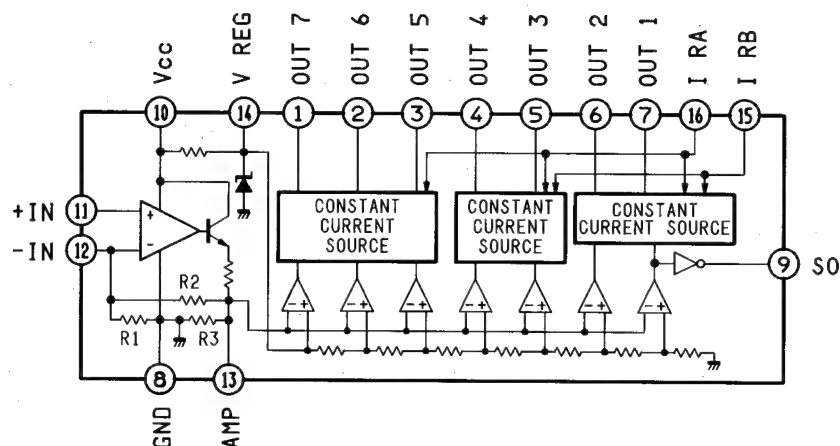 Vcc
V REG
OUT 7
OUT 6
OUT 5
OUT 4
OUT 3
OUT 2
OUT 1
I RA
I RB
10
14
1
2
3
4
5
6
7
16
15
+IN
11
-IN
12
+
-
CONSTANT
CURRENT
SOURCE
CONSTANT
CURRENT
SOURCE
CONSTANT
CURRENT SOURCE
9
SO
R2
R1
R3
-+
-+
-+
-+
-+
-+
-+
8
13
GND
AMP